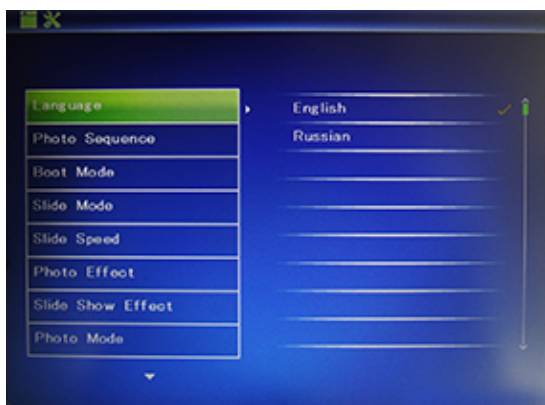 Language
English
Photo Sequence
Russian
Boot Mode
Slide Mode
Slide Speed
Photo Effect
Slide Show Effect
Photo Mode